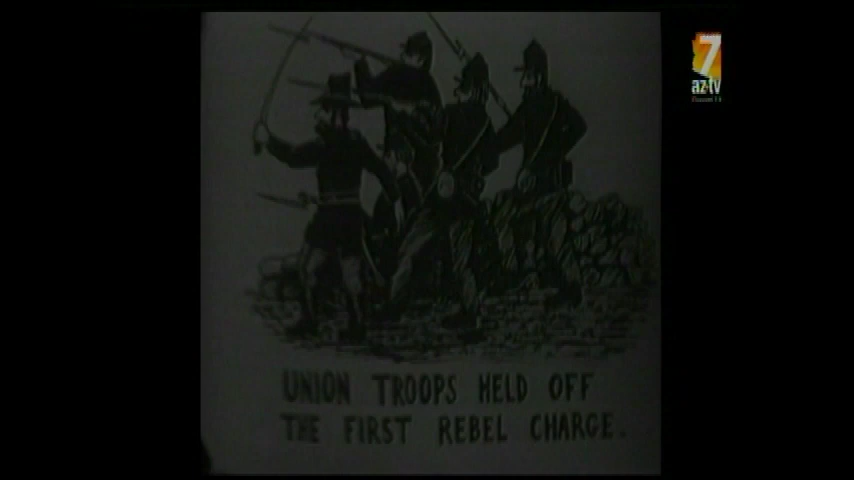 7
az-tv
UNION TROOPS HELD OFF
THE FIRST REBEL CHARGE.